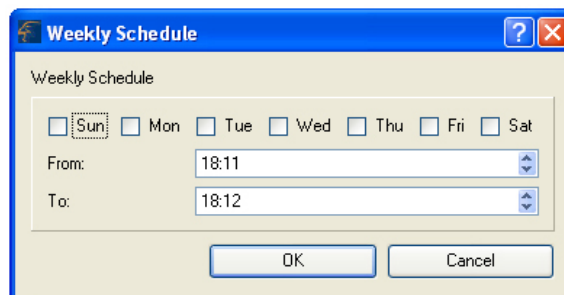 Weekly Schedule
Weekly Schedule
Sun Mon Tue Wed Thu Fri Sat
From: 18:11
To: 18:12
OK Cancel